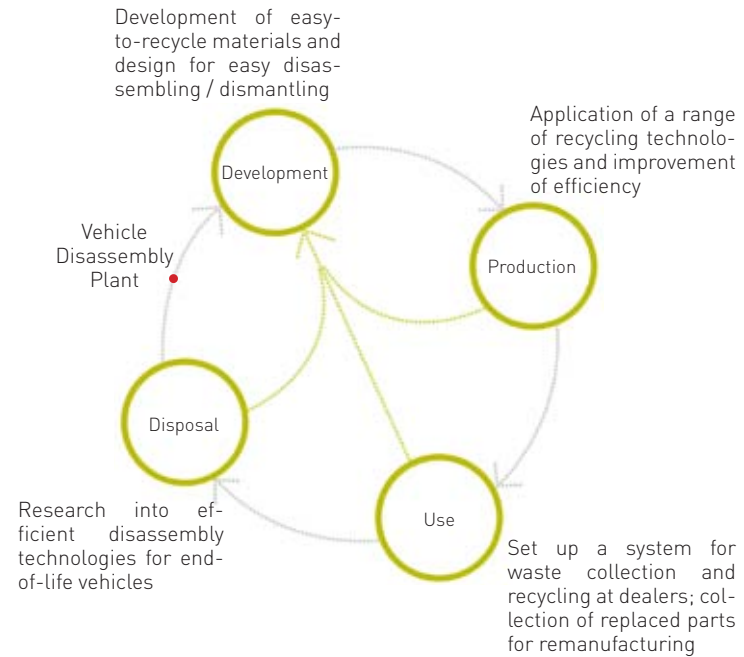 Development of easy-
to-recycle materials and
design for easy disas-
sembling / dismantling
Development
Application of a range
of recycling technolo-
gies and improvement
of efficiency
Production
Vehicle
Disassembly
Plant
Disposal
Research into ef-
ficient disassembly
technologies for end-
of-life vehicles
Use
Set up a system for
waste collection and
recycling at dealers; col-
lection of replaced parts
for remanufacturing